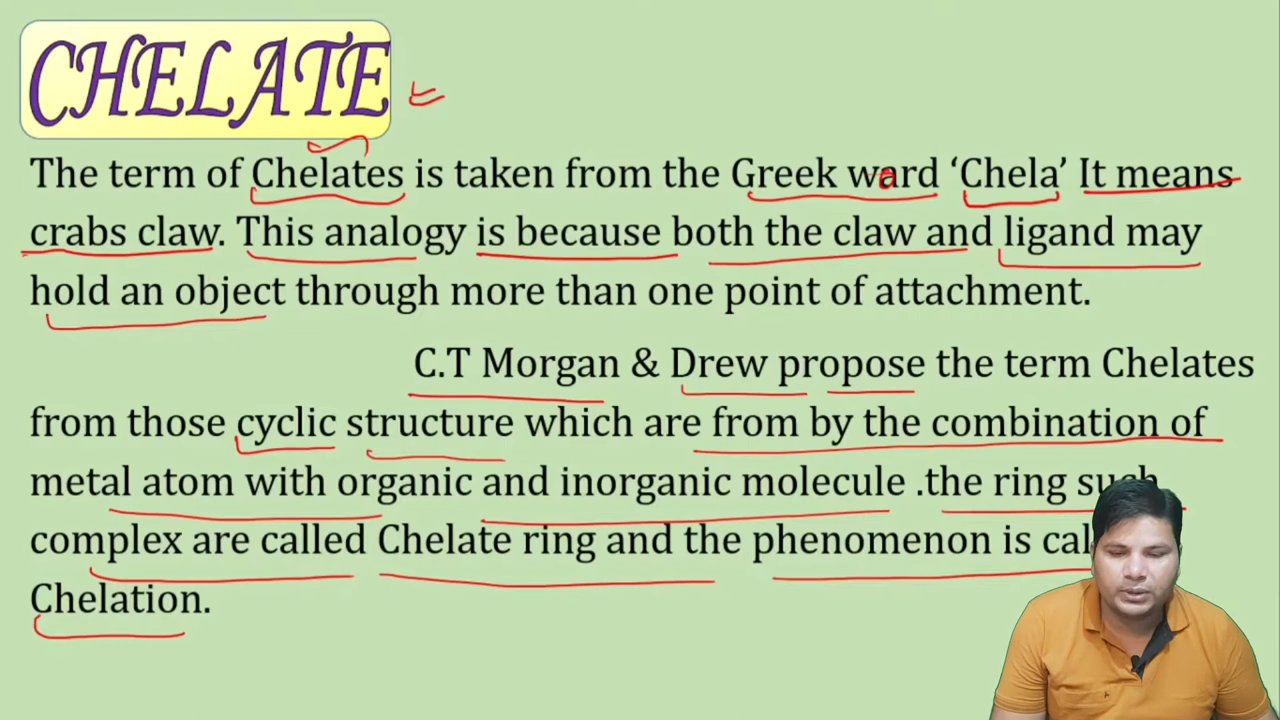 CHELATE
The term of Chelates is taken from the Greek ward ‘Chela’ It means
crabs claw. This analogy is because both the claw and ligand may
hold an object through more than one point of attachment.
C.T Morgan & Drew propose the term Chelates
from those cyclic structure which are from by the combination of
metal atom with organic and inorganic molecule .the ring such
complex are called Chelate ring and the phenomenon is
Chelation.